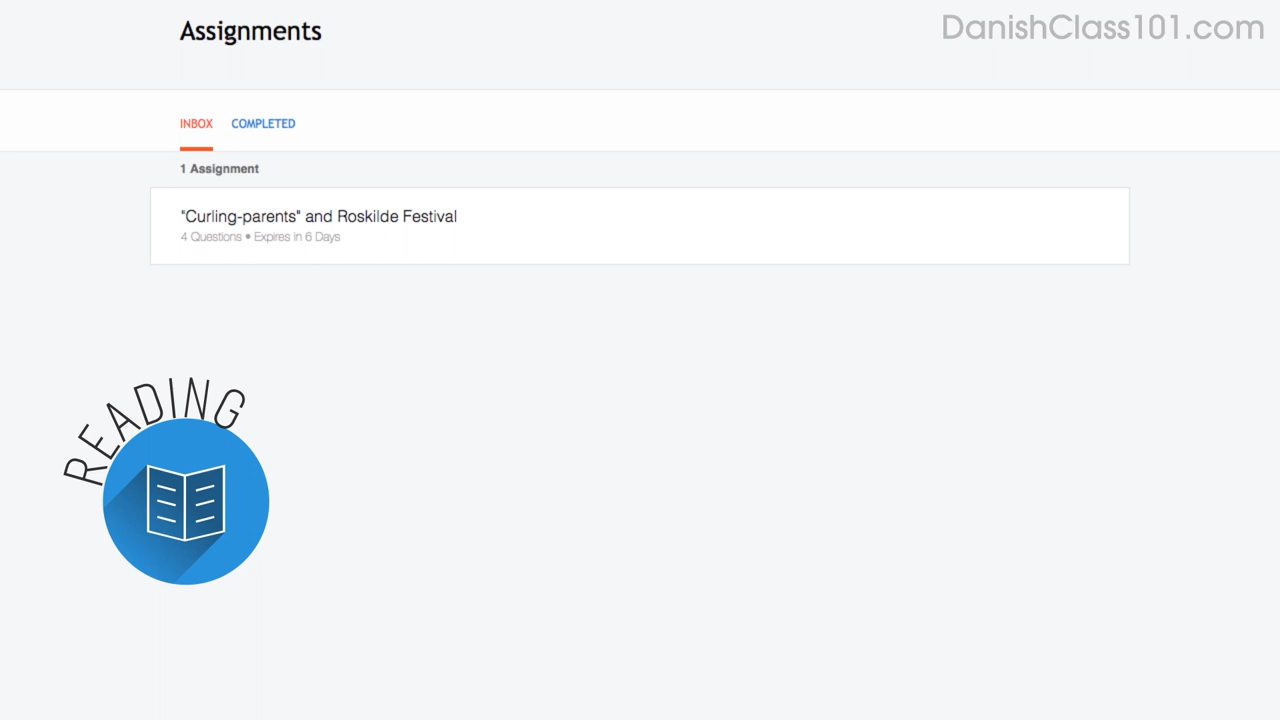 Assignments
DanishClass101.com
INBOX COMPLETED
1 Assignment
"Curling-parents" and Roskilde Festival
4 Questions • Expires in 6 Days
READING